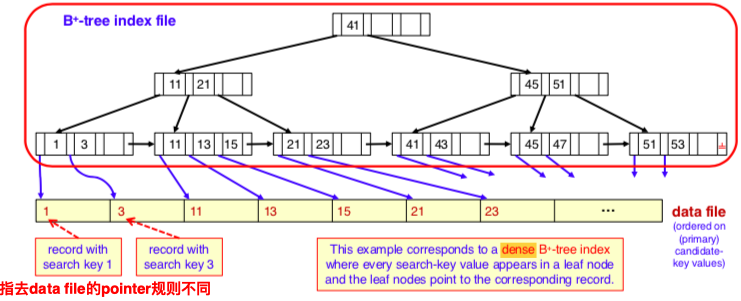 B⁺-tree index file
41
11 21
45 51
1 3
11 13 15
21 23
41 43
45 47
51 53
1 3 11 13 15 21 23 ...
data file
(ordered on
(primary)
candidate-
key values)
record with
search key 1
record with
search key 3
This example corresponds to a dense B⁺-tree index
where every search-key value appears in a leaf node
and the leaf nodes point to the corresponding record.
指去data file的pointer规则不同